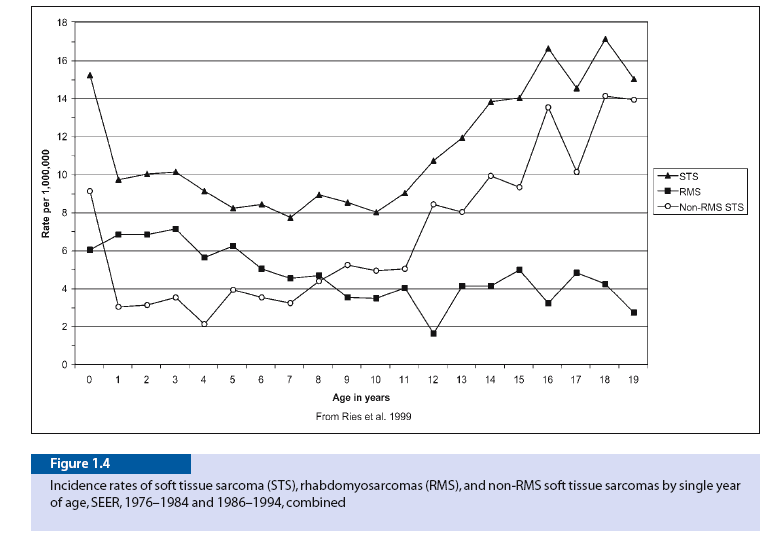 18
16
14
12
10
8
6
4
2
0
Rate per 1,000,000
0 1 2 3 4 5 6 7 8 9 10 11 12 13 14 15 16 17 18 19
Age in years
From Ries et al. 1999
STS
RMS
Non-RMS STS
Figure 1.4
Incidence rates of soft tissue sarcoma (STS), rhabdomyosarcomas (RMS), and non-RMS soft tissue sarcomas by single year
of age, SEER, 1976–1984 and 1986–1994, combined